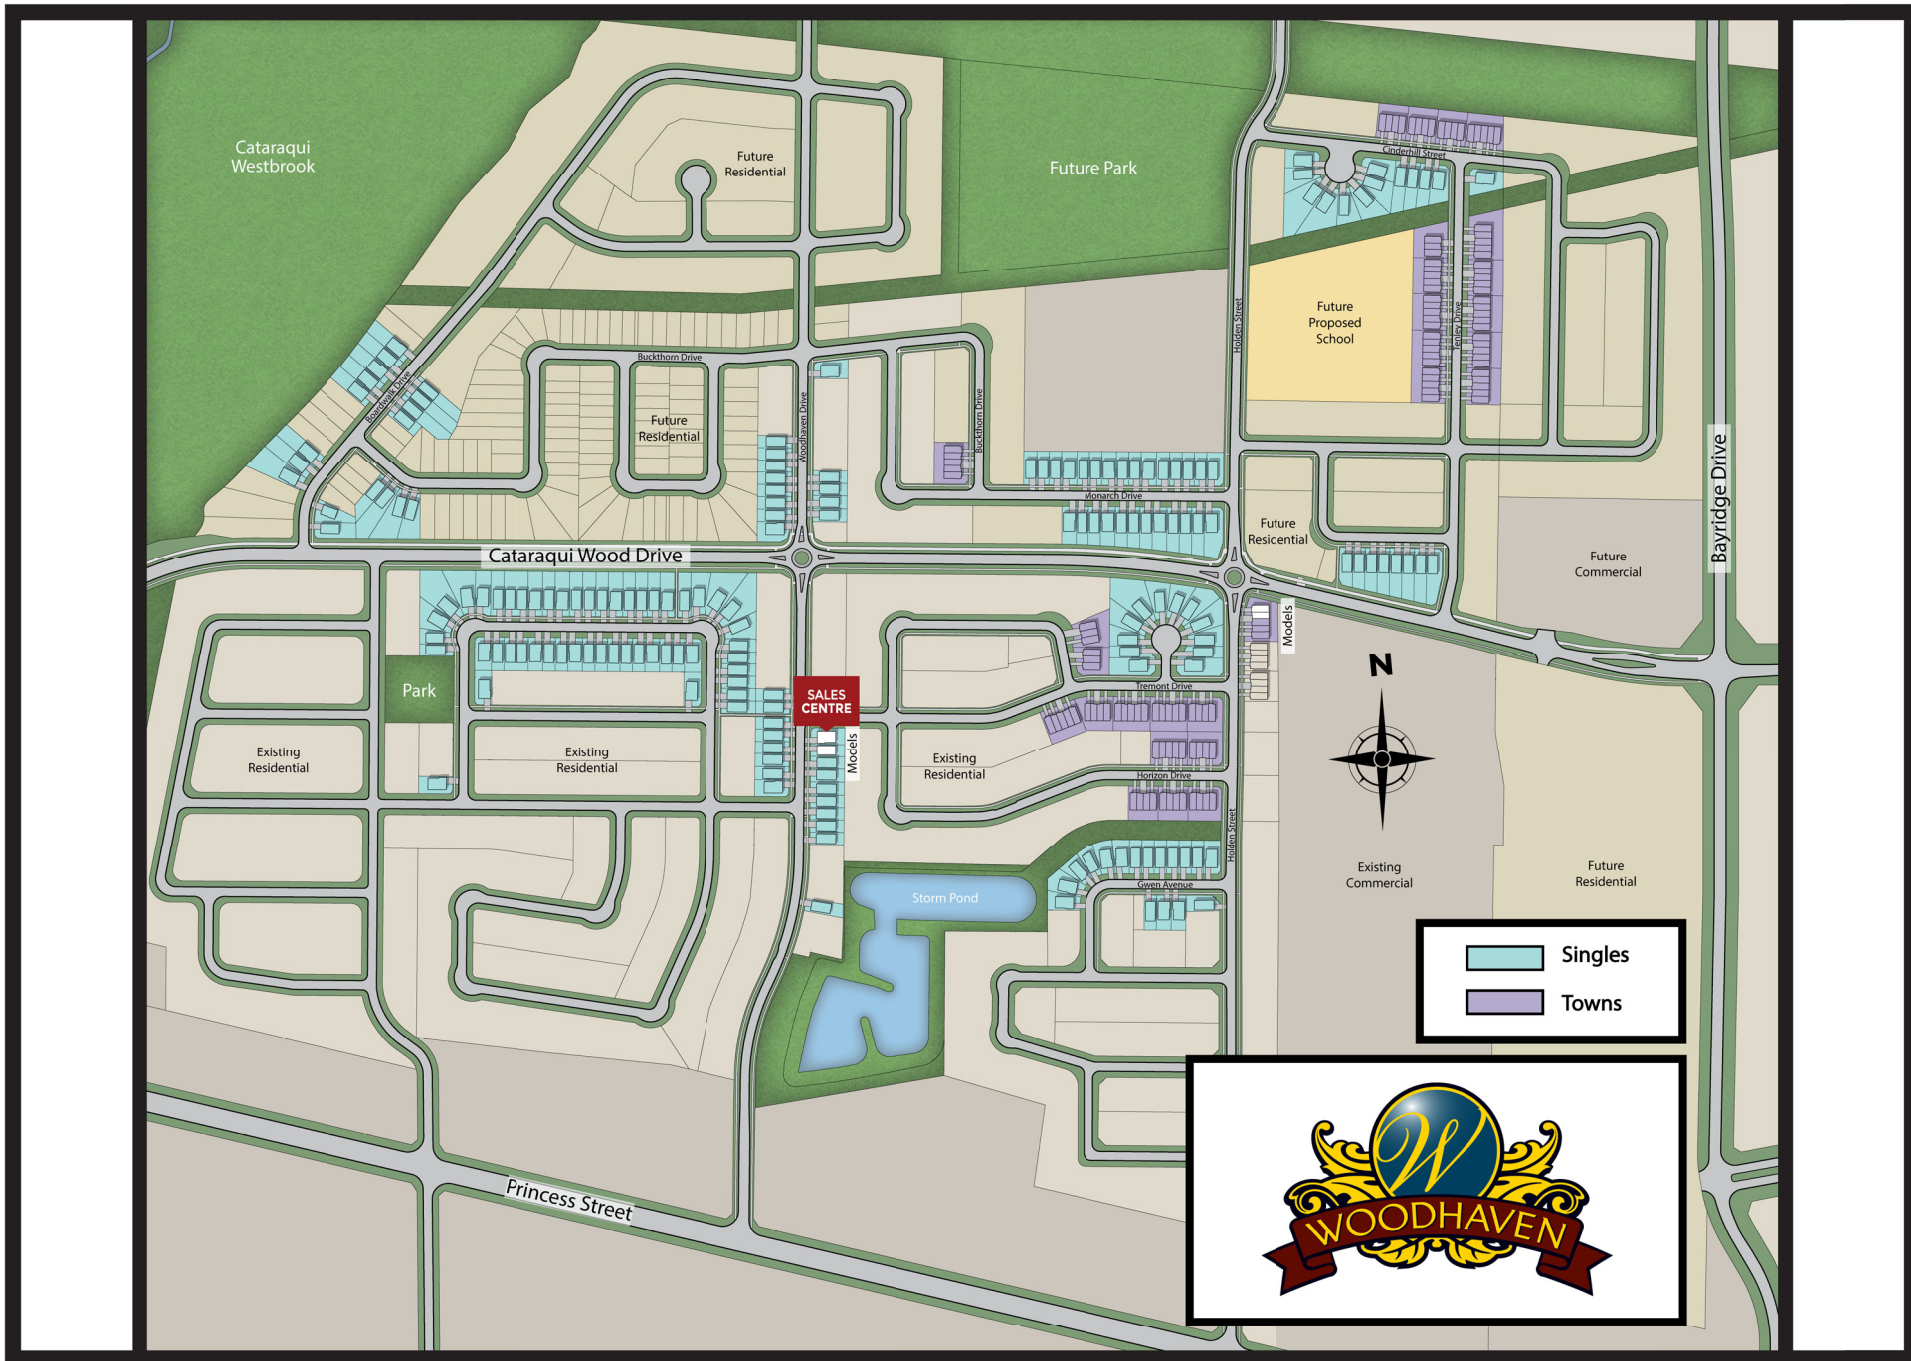 Cataraqui
Westbrook
Future
Residential
Future Park
Cinderhill Street
Future
Proposed
School
Holden Street
Tenley Drive
Boardwalk Drive
Buckthorn Drive
Woodhaven Drive
Future
Residential
Buckthorn Drive
Monarch Drive
Bayridge Drive
Future
Resicential
Future
Commercial
Cataraqui Wood Drive
Models
N
Park
SALES
CENTRE
Tremont Drive
Models
Existing
Residential
Existing
Residential
Existing
Residential
Horizon Drive
Holden Street
Gwen Avenue
Existing
Commercial
Future
Residential
Storm Pond
Singles
Towns
Princess Street
W
WOODHAVEN